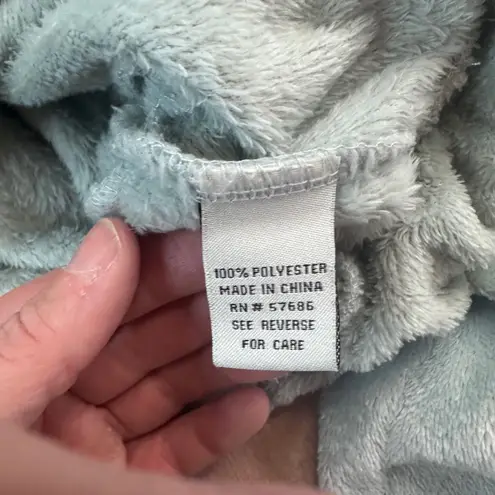 100% POLYESTER
MADE IN CHINA
RN # 57686
SEE REVERSE
FOR CARE